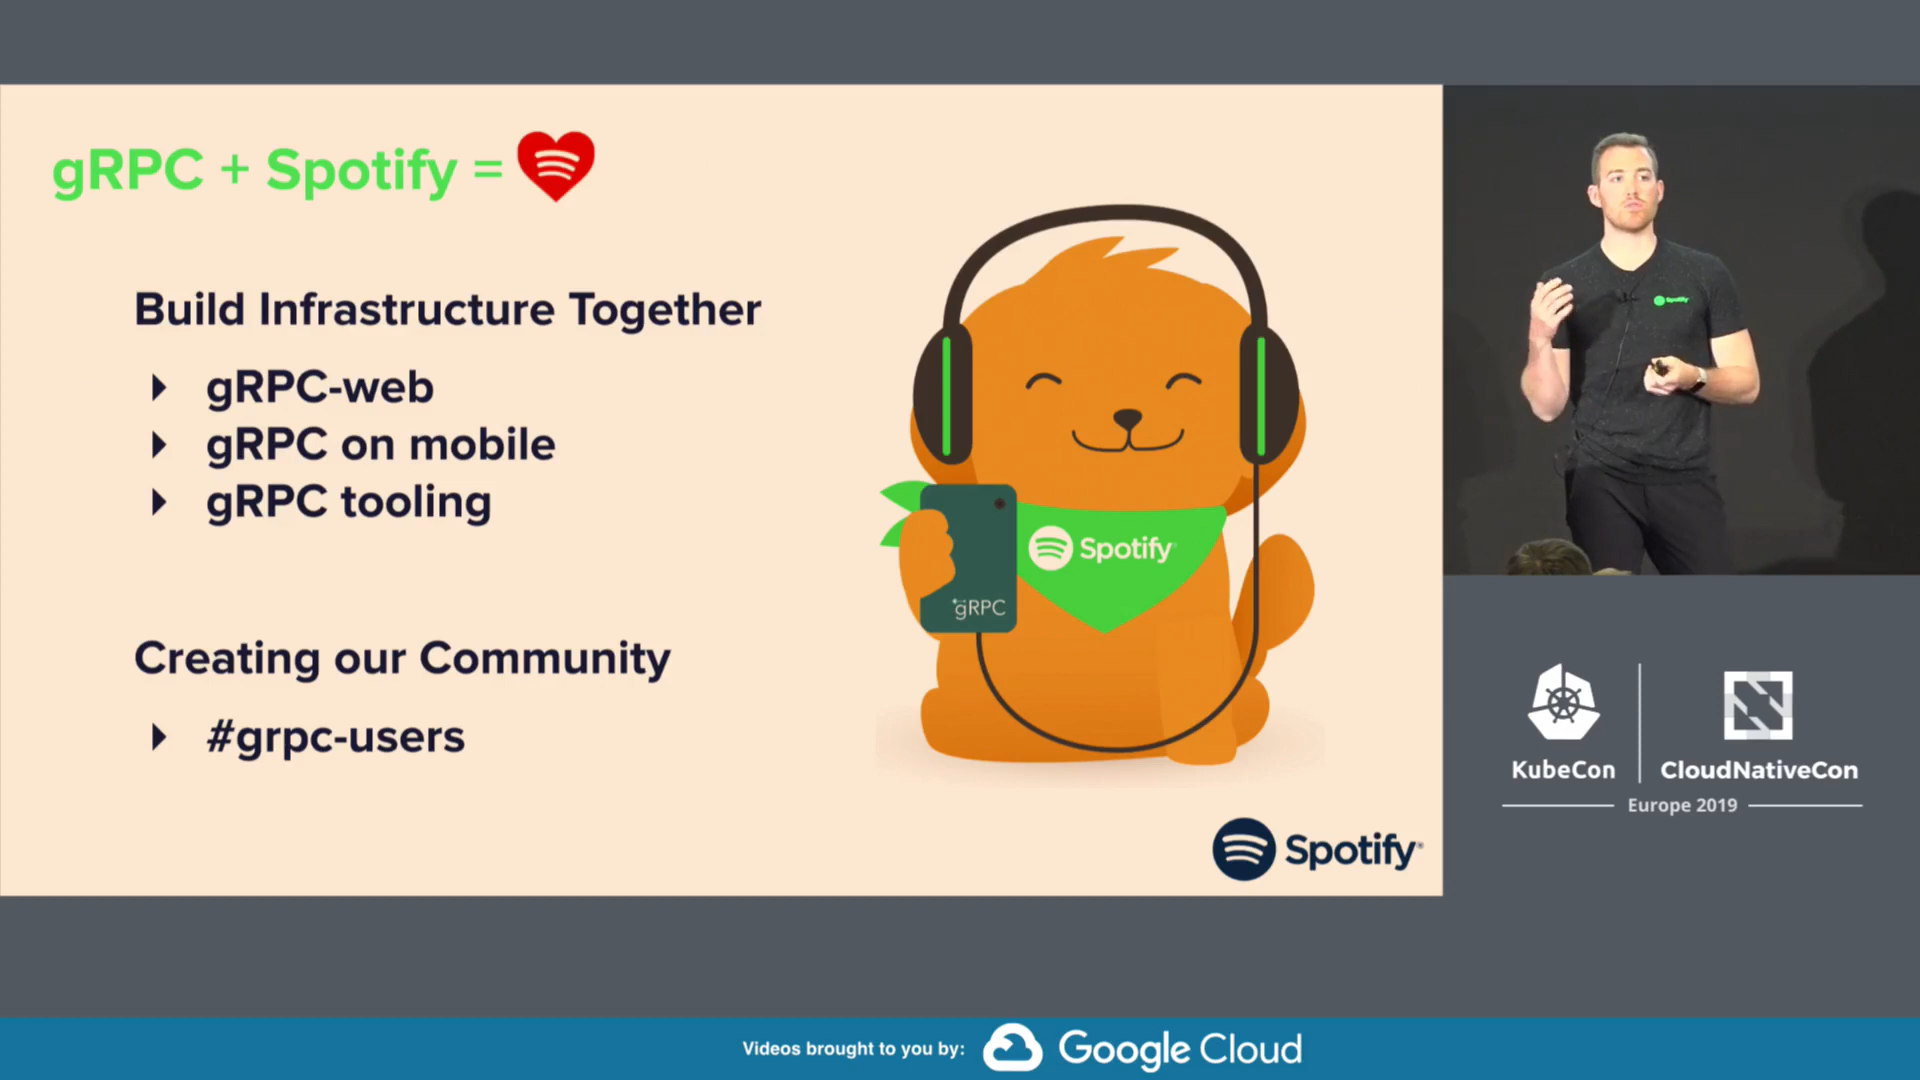 gRPC + Spotify =
Build Infrastructure Together
gRPC-web
gRPC on mobile
gRPC tooling
Creating our Community
#grpc-users
Spotify
gRPC
Spotify
Spotify
KubeCon
CloudNativeCon
Europe 2019
Videos brought to you by:
Google Cloud